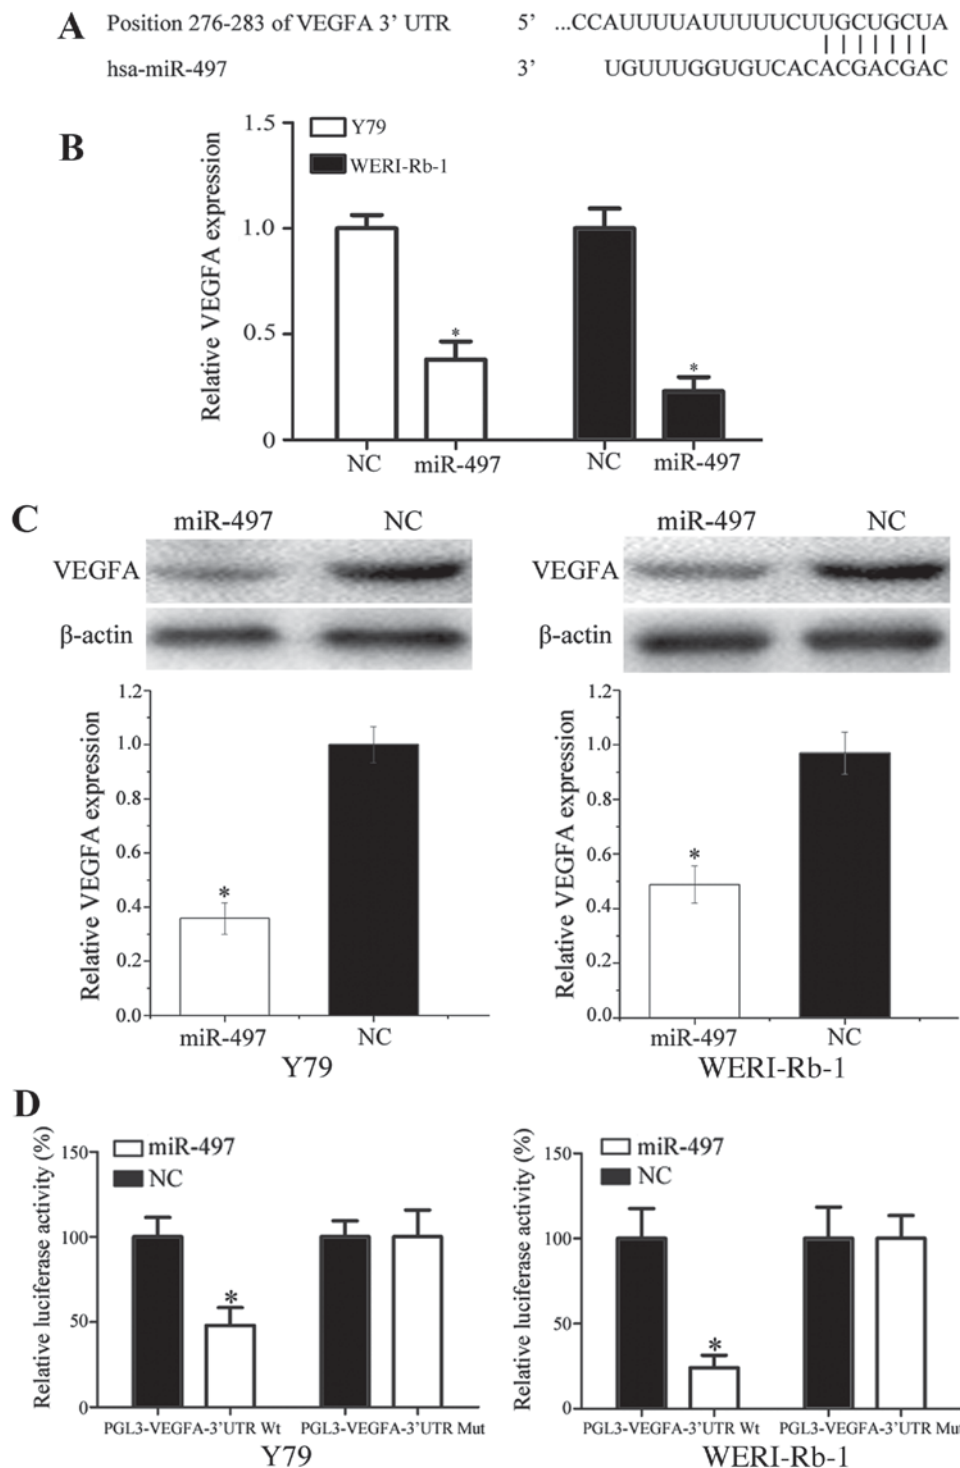 A Position 276-283 of VEGFA 3' UTR 5' ...CCAUUUUAUUUUUCUUGCUGCUA
hsa-miR-497 3' UGUUUGGUGUCACACGACGAC
B
Relative VEGFA expression
1.5
1.0
0.5
0
Y79
WERI-Rb-1
*
*
NC miR-497 NC miR-497
C
miR-497 NC
VEGFA
β-actin
Relative VEGFA expression
1.2
1.0
0.8
0.6
0.4
0.2
0.0
*
miR-497 NC
Y79
miR-497 NC
VEGFA
β-actin
Relative VEGFA expression
1.2
1.0
0.8
0.6
0.4
0.2
0.0
*
miR-497 NC
WERI-Rb-1
D
Relative luciferase activity (%)
150
100
50
0
miR-497
NC
*
PGL3-VEGFA-3'UTR Wt PGL3-VEGFA-3'UTR Mut
Y79
Relative luciferase activity (%)
150
100
50
0
miR-497
NC
*
PGL3-VEGFA-3'UTR Wt PGL3-VEGFA-3'UTR Mut
WERI-Rb-1